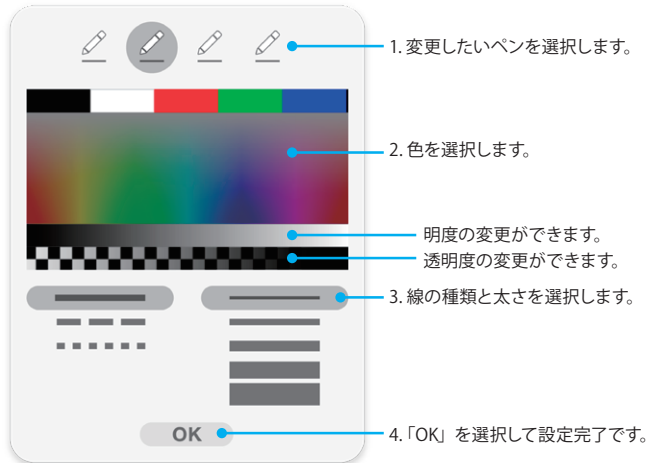 1. 変更したいペンを選択します。
2. 色を選択します。
明度の変更ができます。
透明度の変更ができます。
3. 線の種類と太さを選択します。
OK
4.「OK」を選択して設定完了です。